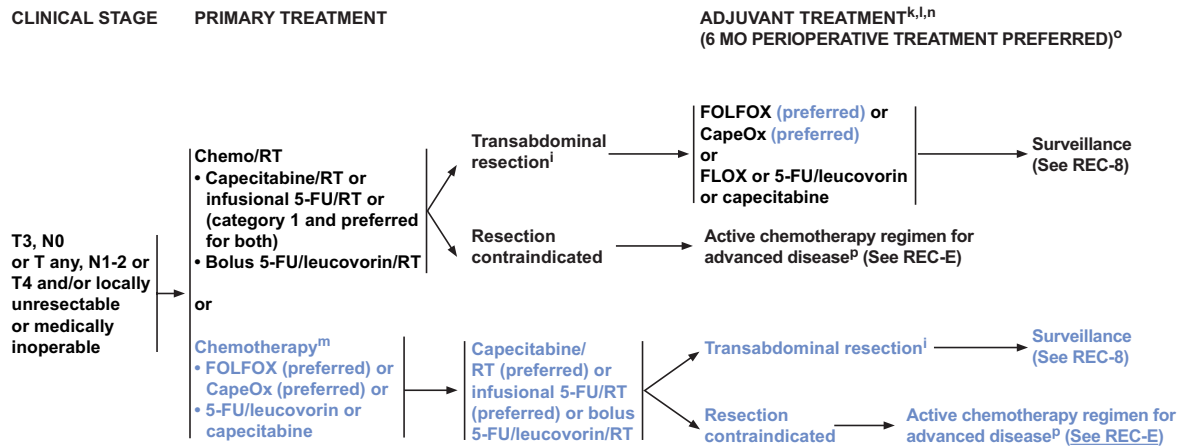 CLINICAL STAGE PRIMARY TREATMENT ADJUVANT TREATMENTk,l,n
(6 MO PERIOPERATIVE TREATMENT PREFERRED)o
T3, N0
or T any, N1-2 or
T4 and/or locally
unresectable
or medically
inoperable
Chemo/RT
• Capecitabine/RT or
infusional 5-FU/RT or
(category 1 and preferred
for both)
• Bolus 5-FU/leucovorin/RT
Transabdominal
resectioni
FOLFOX (preferred) or
CapeOx (preferred)
or
FLOX or 5-FU/leucovorin
or capecitabine
Surveillance
(See REC-8)
Resection
contraindicated
Active chemotherapy regimen for
advanced diseasep (See REC-E)
or
Chemotherapym
• FOLFOX (preferred) or
CapeOx (preferred) or
• 5-FU/leucovorin or
capecitabine
Capecitabine/
RT (preferred) or
infusional 5-FU/RT
(preferred) or bolus
5-FU/leucovorin/RT
Transabdominal resectioni
Surveillance
(See REC-8)
Resection
contraindicated
Active chemotherapy regimen for
advanced diseasep (See REC-E)